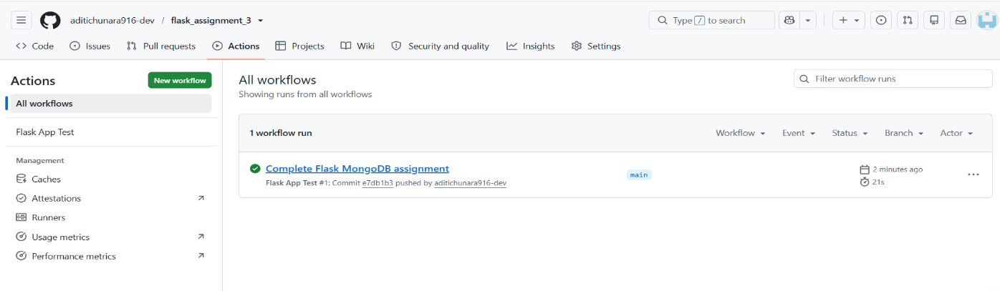 aditichunara916-dev / flask_assignment_3
Type / to search
Code Issues Pull requests Actions Projects Wiki Security and quality Insights Settings
Actions
New workflow
All workflows
Flask App Test
Management
Caches
Attestations
Runners
Usage metrics
Performance metrics
All workflows
Showing runs from all workflows
Filter workflow runs
1 workflow run
Workflow Event Status Branch Actor
Complete Flask MongoDB assignment
Flask App Test #1: Commit e7db1b3 pushed by aditichunara916-dev
main
2 minutes ago
21s